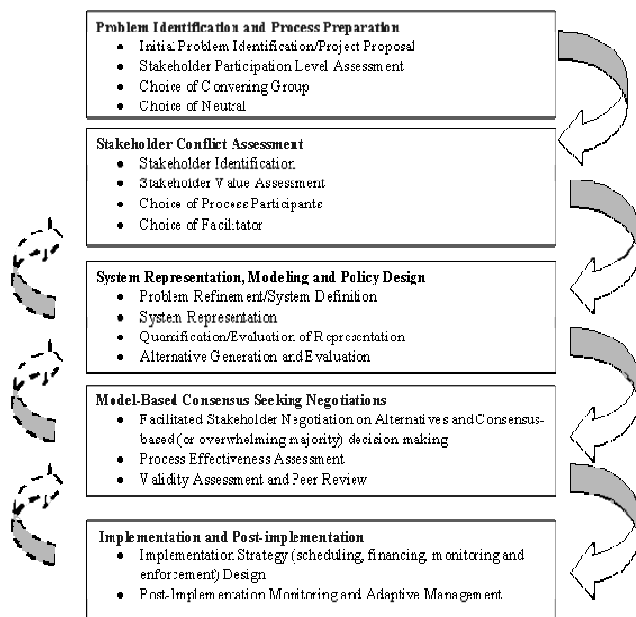 Problem Identification and Process Preparation
• Initial Problem Identification/Project Proposal
• Stakeholder Participation Level Assessment
• Choice of Convening Group
• Choice of Neutral
Stakeholder Conflict Assessment
• Stakeholder Identification
• Stakeholder Value Assessment
• Choice of Process Participants
• Choice of Facilitator
System Representation, Modeling and Policy Design
• Problem Refinement/System Definition
• System Representation
• Quantification/Evaluation of Representation
• Alternative Generation and Evaluation
Model-Based Consensus Seeking Negotiations
• Facilitated Stakeholder Negotiation on Alternatives and Consensus-
based (or overwhelming majority) decision making
• Process Effectiveness Assessment
• Validity Assessment and Peer Review
Implementation and Post-implementation
• Implementation Strategy (scheduling, financing, monitoring and
enforcement) Design
• Post-Implementation Monitoring and Adaptive Management